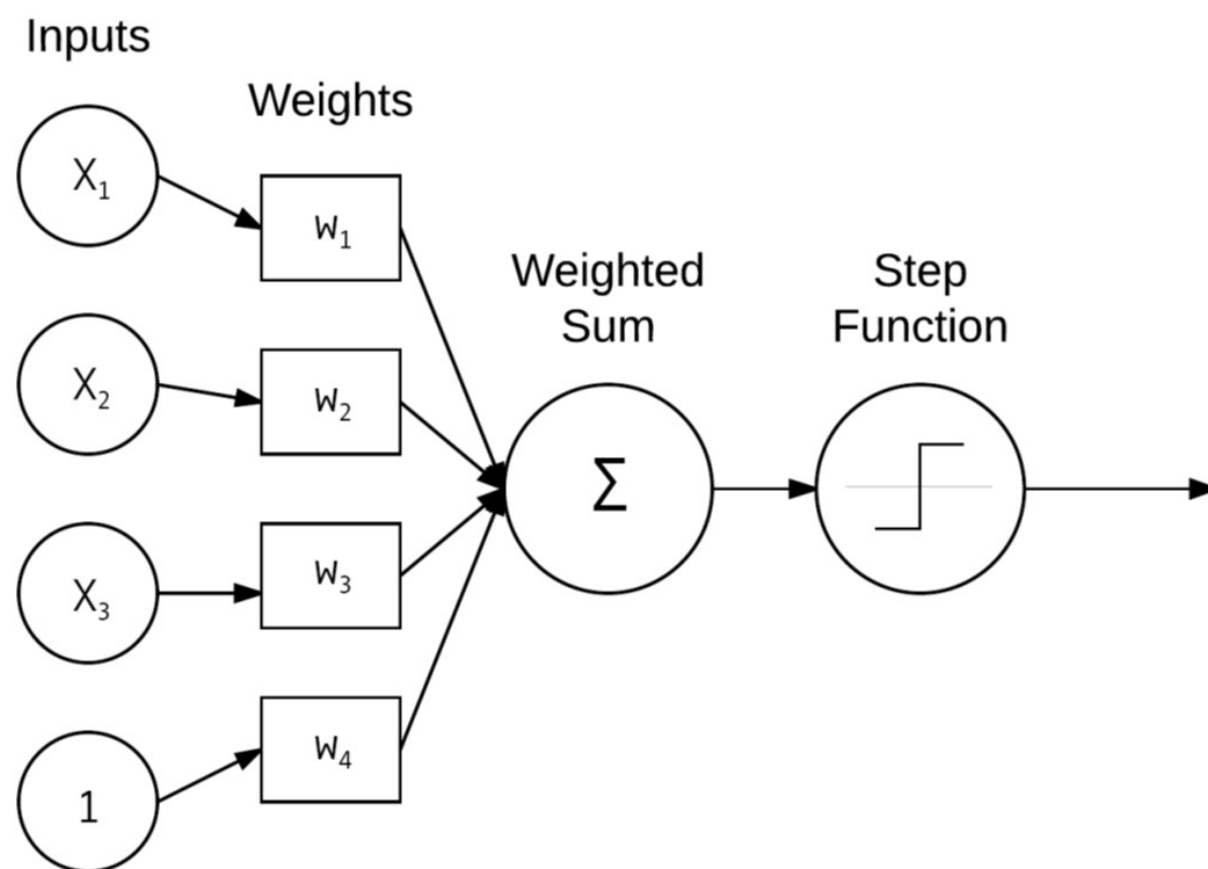 Inputs
Weights
X₁
W₁
Weighted
Sum
Step
Function
X₂
W₂
Σ
X₃
W₃
W₄
1